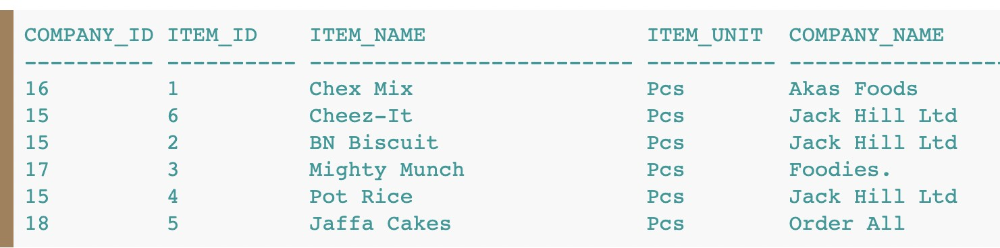 COMPANY_ID ITEM_ID    ITEM_NAME                 ITEM_UNIT  COMPANY_NAME
---------- ---------- ------------------------- ---------- ----------------
16         1          Chex Mix                  Pcs        Akas Foods
15         6          Cheez-It                  Pcs        Jack Hill Ltd
15         2          BN Biscuit                Pcs        Jack Hill Ltd
17         3          Mighty Munch              Pcs        Foodies.
15         4          Pot Rice                  Pcs        Jack Hill Ltd
18         5          Jaffa Cakes               Pcs        Order All